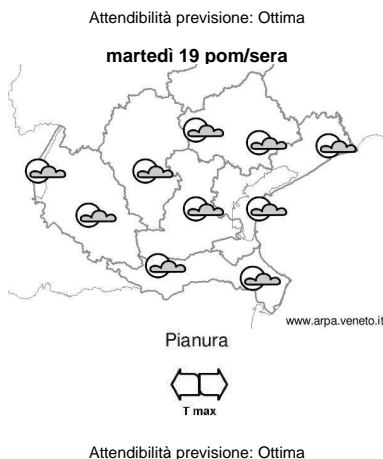 Attendibilità previsione: Ottima
martedì 19 pom/sera
www.arpa.veneto.it
Pianura
T max
Attendibilità previsione: Ottima